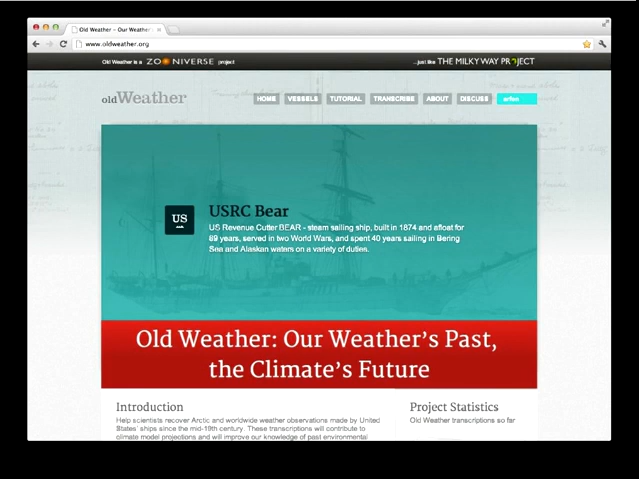 Old Weather - Our Weather's
www.oldweather.org
Old Weather is a ZOONIVERSE project
...just like THE MILKY WAY PROJECT
oldWeather
HOME VESSELS TUTORIAL TRANSCRIBE ABOUT DISCUSS arfon
US
USRC Bear
US Revenue Cutter BEAR - steam sailing ship, built in 1874 and afloat for
89 years, served in two World Wars, and spent 40 years sailing in Bering
Sea and Alaskan waters on a variety of duties.
Old Weather: Our Weather's Past,
the Climate's Future
Introduction
Help scientists recover Arctic and worldwide weather observations made by United
States' ships since the mid-19th century. These transcriptions will contribute to
climate model projections and will improve our knowledge of past environmental
Project Statistics
Old Weather transcriptions so far